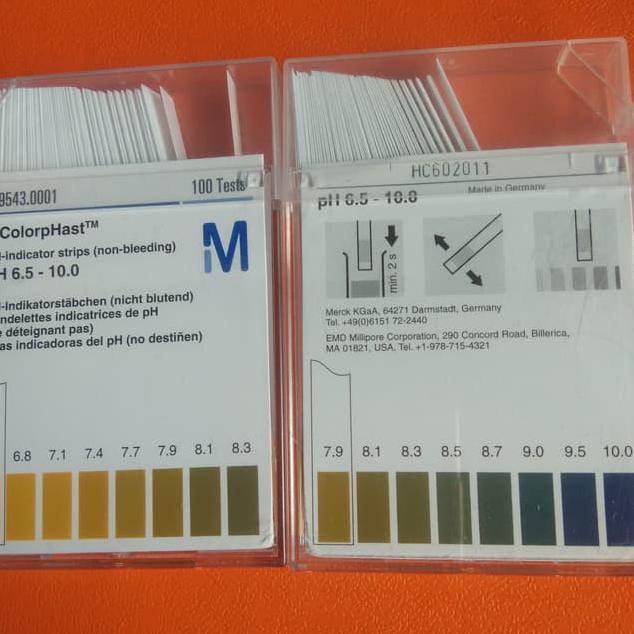 9543.0001
100 Tests
ColorpHast™
-indicator strips (non-bleeding)
H 6.5 - 10.0
-Indikatorstäbchen (nicht blutend)
ndelettes indicatrices de pH
e déteignant pas)
as indicadoras del pH (no destiñen)
6.8 7.1 7.4 7.7 7.9 8.1 8.3
M
HC602011
Made in Germany
pH 6.5 - 10.0
min. 2 s
Merck KGaA, 64271 Darmstadt, Germany
Tel. +49(0)6151 72-2440
EMD Millipore Corporation, 290 Concord Road, Billerica,
MA 01821, USA. Tel. +1-978-715-4321
7.9 8.1 8.3 8.5 8.7 9.0 9.5 10.0